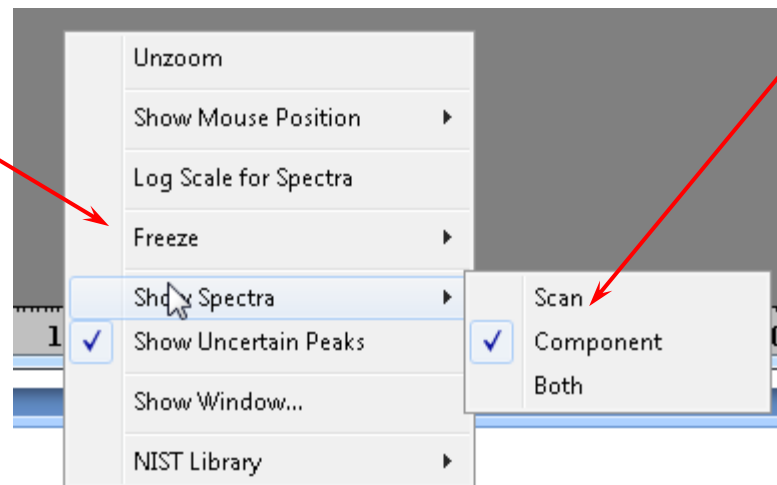 Unzoom
Show Mouse Position
Log Scale for Spectra
Freeze
Show Spectra
Scan
1
Show Uncertain Peaks
Component
Both
Show Window...
NIST Library